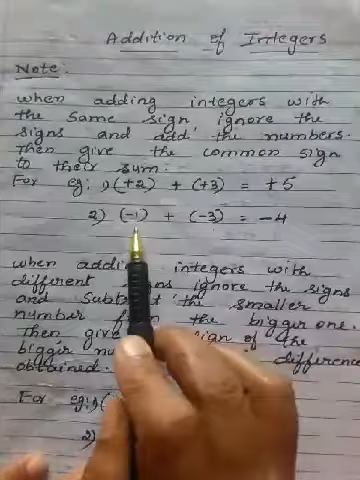 Addition of Integers
Note:
when adding integers with
the same sign ignore the
signs and add the numbers.
Then give the common sign
to their sum.
For eg: 1) (+2) + (+3) = +5
2) (-1) + (-3) = -4
when integers with
different ignore the signs
and the smaller
number the bigger one.
Then give of the
bigger difference
obtained.
For eg: 1) (
2)